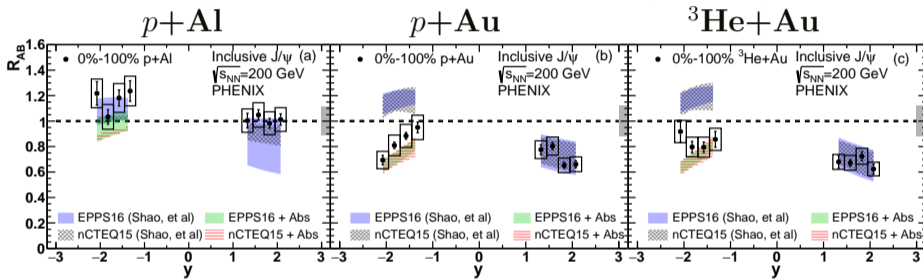 p+Al
p+Au
³He+Au
R_AB
1.6
1.4
1.2
1
0.8
0.6
0.4
0.2
0
0%-100% p+Al
Inclusive J/ψ (a)
√s_NN=200 GeV
PHENIX
EPPS16 (Shao, et al)
EPPS16 + Abs
nCTEQ15 (Shao, et al)
nCTEQ15 + Abs
−3 −2 −1 0 1 2 3
y
0%-100% p+Au
Inclusive J/ψ (b)
√s_NN=200 GeV
PHENIX
EPPS16 (Shao, et al)
EPPS16 + Abs
nCTEQ15 (Shao, et al)
nCTEQ15 + Abs
−3 −2 −1 0 1 2 3
y
0%-100% ³He+Au
Inclusive J/ψ (c)
√s_NN=200 GeV
PHENIX
EPPS16 (Shao, et al)
EPPS16 + Abs
nCTEQ15 (Shao, et al)
nCTEQ15 + Abs
−3 −2 −1 0 1 2 3
y